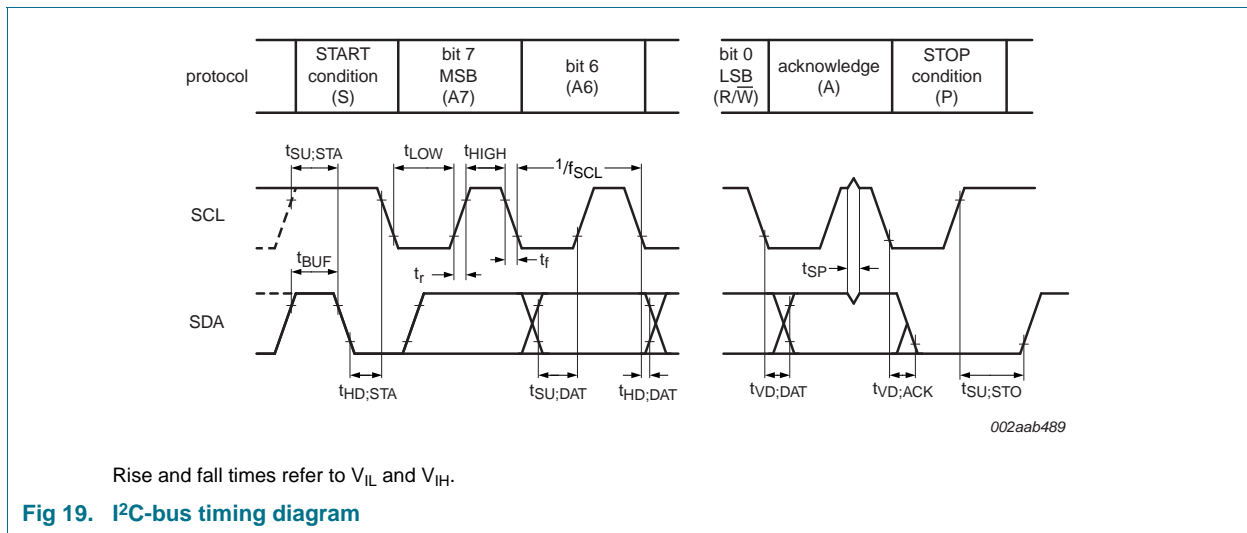 protocol
START
condition
(S)
bit 7
MSB
(A7)
bit 6
(A6)
bit 0
LSB
(R/W̅)
acknowledge
(A)
STOP
condition
(P)
tSU;STA
tLOW
tHIGH
1/fSCL
SCL
tBUF
tr
tf
tSP
SDA
tHD;STA
tSU;DAT
tHD;DAT
tVD;DAT
tVD;ACK
tSU;STO
002aab489
Rise and fall times refer to VIL and VIH.
Fig 19. I²C-bus timing diagram